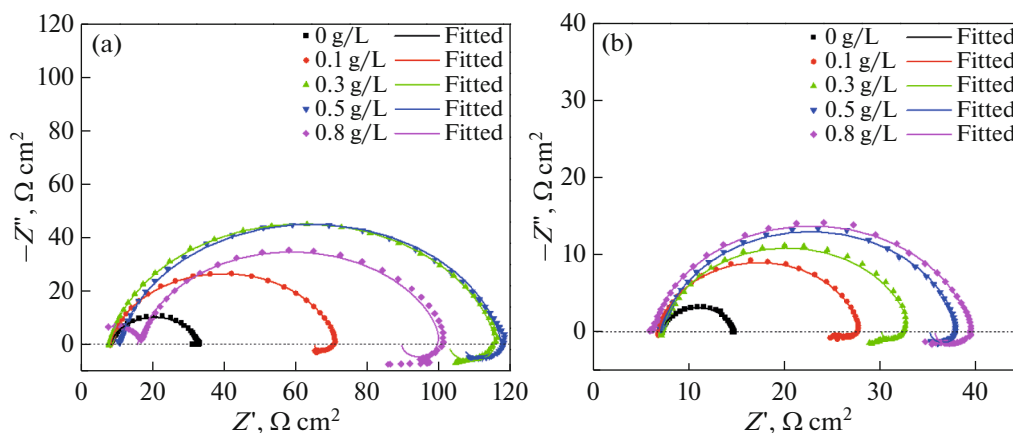 (a)
0 g/L Fitted
0.1 g/L Fitted
0.3 g/L Fitted
0.5 g/L Fitted
0.8 g/L Fitted
120
100
80
60
40
20
0
−Z″, Ω cm²
0 20 40 60 80 100 120
Z′, Ω cm²
(b)
0 g/L Fitted
0.1 g/L Fitted
0.3 g/L Fitted
0.5 g/L Fitted
0.8 g/L Fitted
40
30
20
10
0
−Z″, Ω cm²
0 10 20 30 40
Z′, Ω cm²